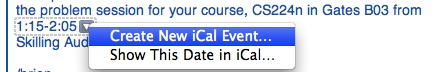 the problem session for your course, CS224n in Gates B03 from
1:15-2:05
Create New iCal Event...
Skilling Aud
Show This Date in iCal...